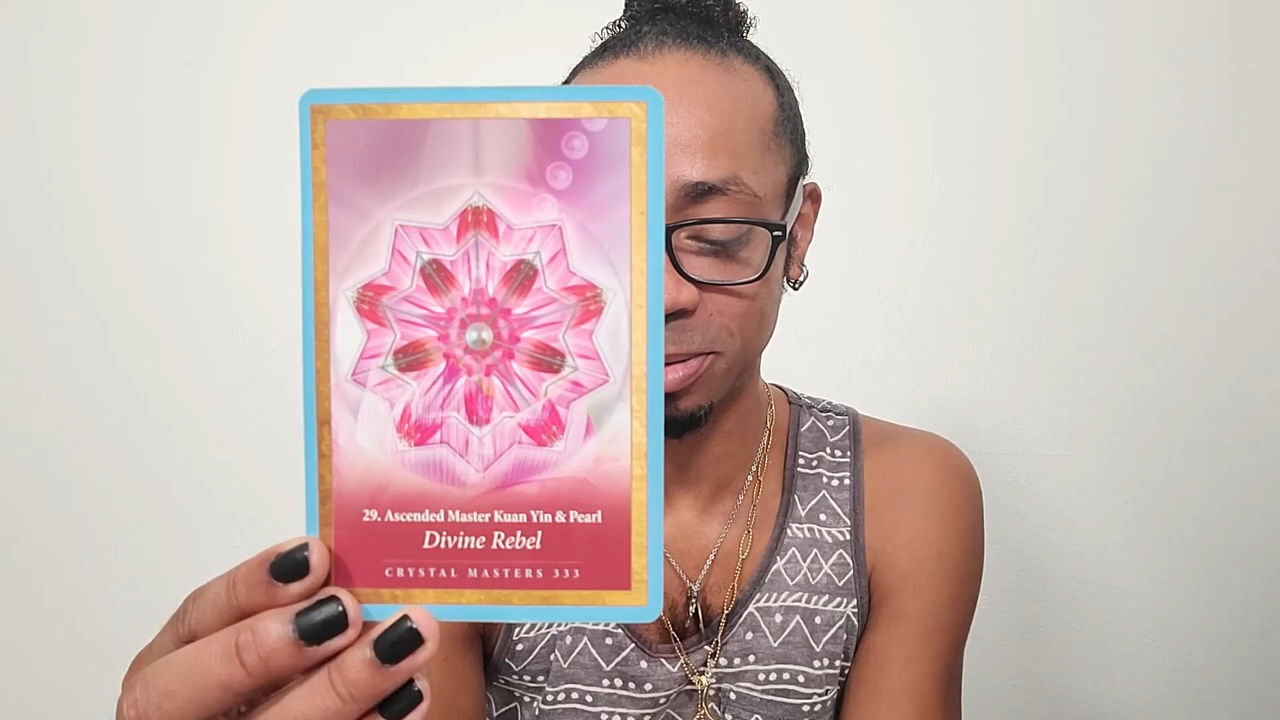 29. Ascended Master Kuan Yin & Pearl
Divine Rebel
CRYSTAL MASTERS 333